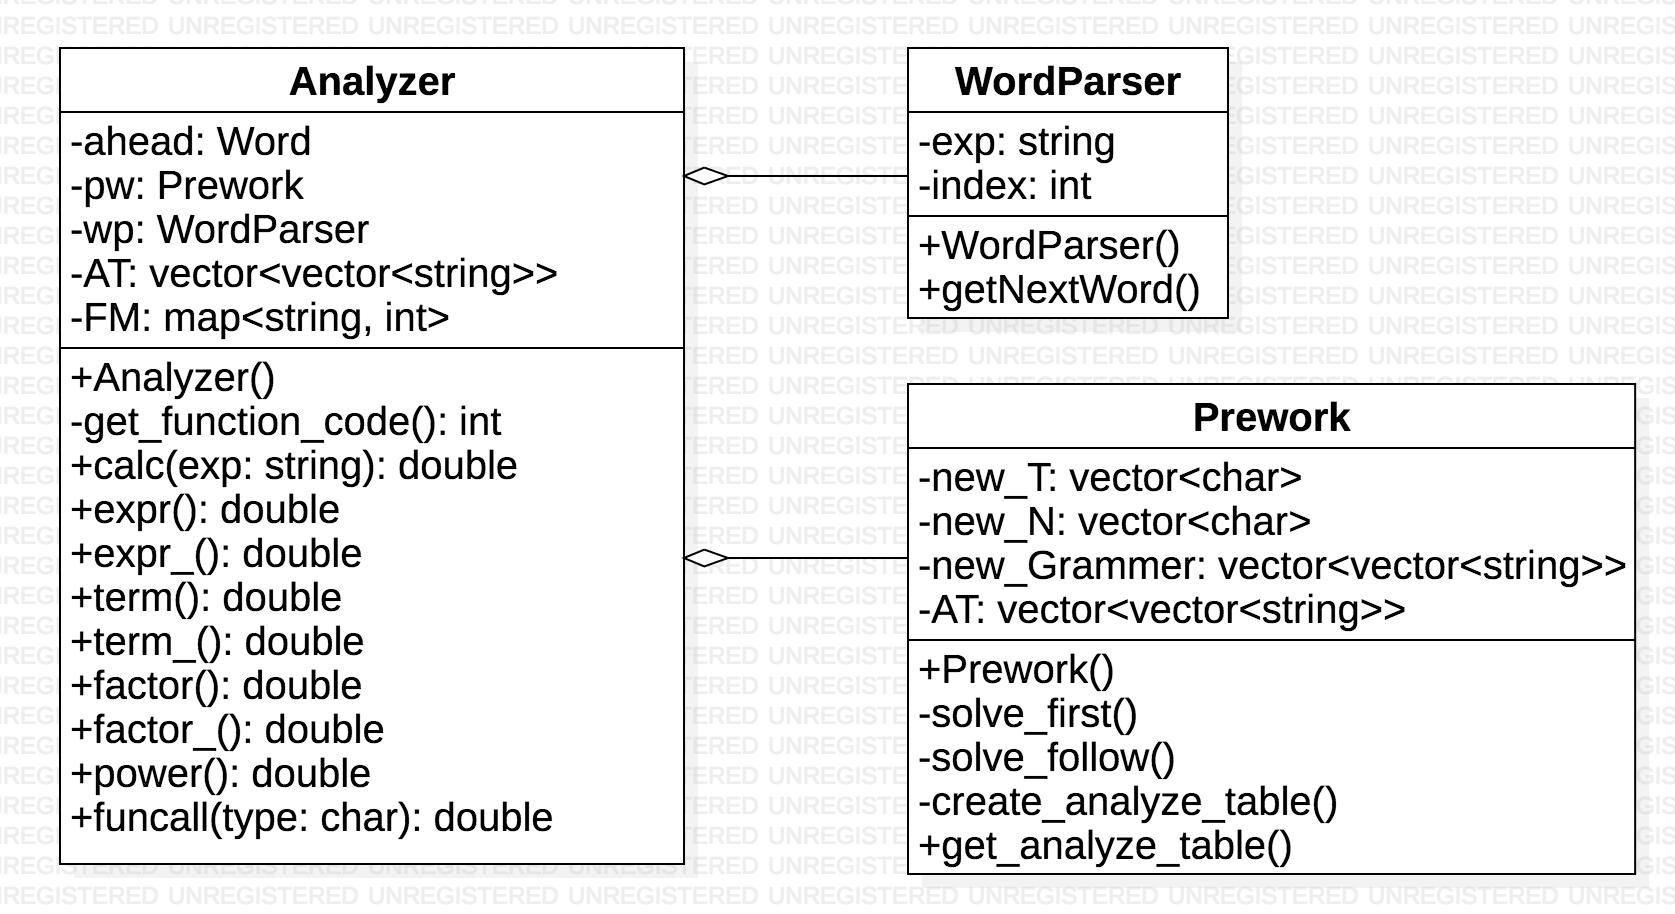 Analyzer
-ahead: Word
-pw: Prework
-wp: WordParser
-AT: vector<vector<string>>
-FM: map<string, int>
+Analyzer()
-get_function_code(): int
+calc(exp: string): double
+expr(): double
+expr_(): double
+term(): double
+term_(): double
+factor(): double
+factor_(): double
+power(): double
+funcall(type: char): double
WordParser
-exp: string
-index: int
+WordParser()
+getNextWord()
Prework
-new_T: vector<char>
-new_N: vector<char>
-new_Grammer: vector<vector<string>>
-AT: vector<vector<string>>
+Prework()
-solve_first()
-solve_follow()
-create_analyze_table()
+get_analyze_table()
UNREGISTERED